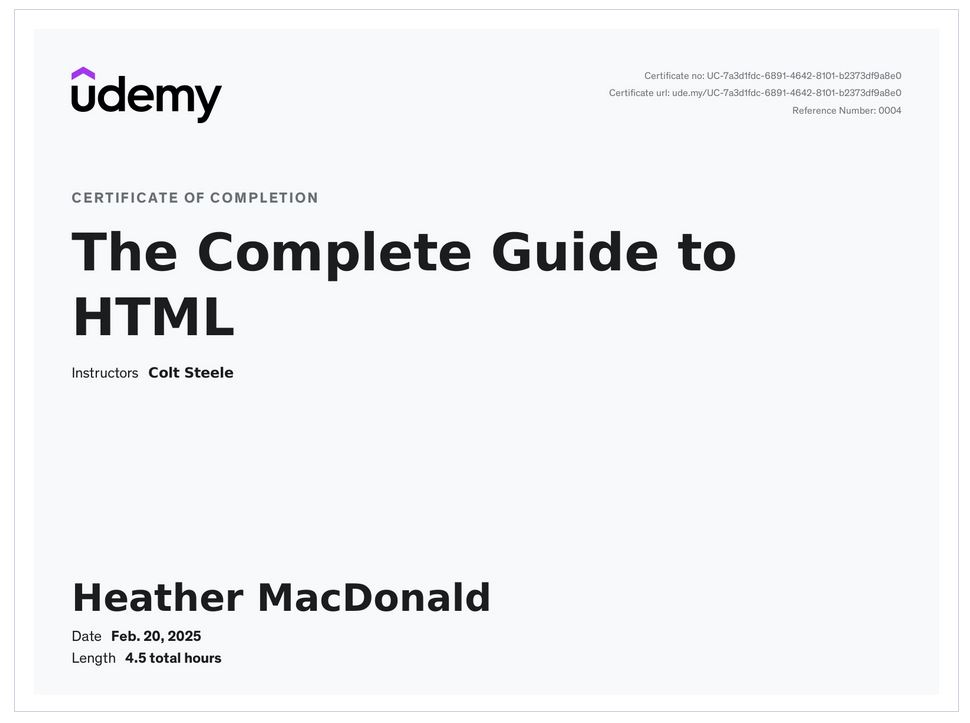 udemy
Certificate no: UC-7a3d1fdc-6891-4642-8101-b2373df9a8e0
Certificate url: ude.my/UC-7a3d1fdc-6891-4642-8101-b2373df9a8e0
Reference Number: 0004
CERTIFICATE OF COMPLETION
The Complete Guide to
HTML
Instructors Colt Steele
Heather MacDonald
Date Feb. 20, 2025
Length 4.5 total hours